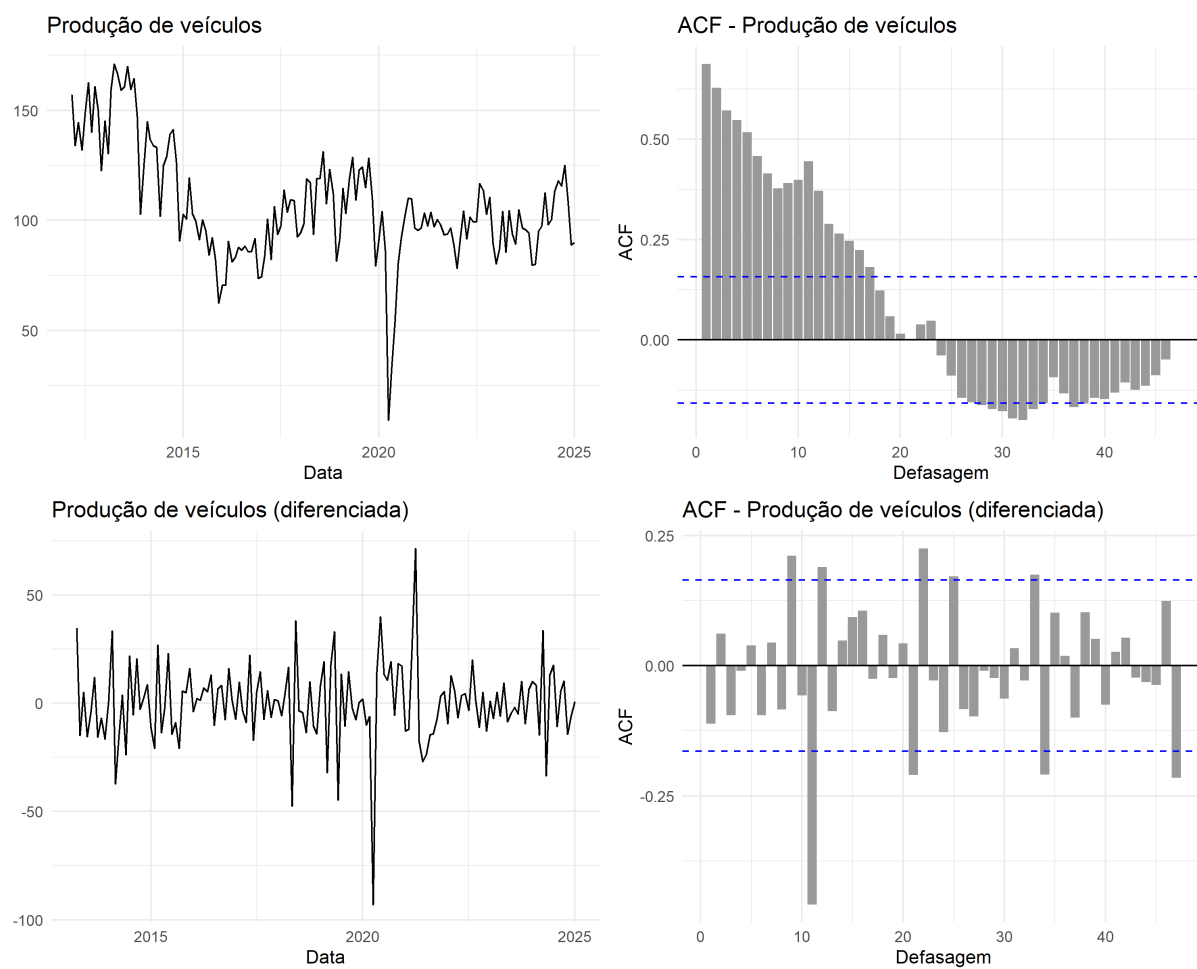 Produção de veículos
150
100
50
2015
2020
2025
Data
ACF - Produção de veículos
ACF
0.50
0.25
0.00
0
10
20
30
40
Defasagem
Produção de veículos (diferenciada)
50
0
-50
-100
2015
2020
2025
Data
ACF - Produção de veículos (diferenciada)
ACF
0.25
0.00
-0.25
0
10
20
30
40
Defasagem